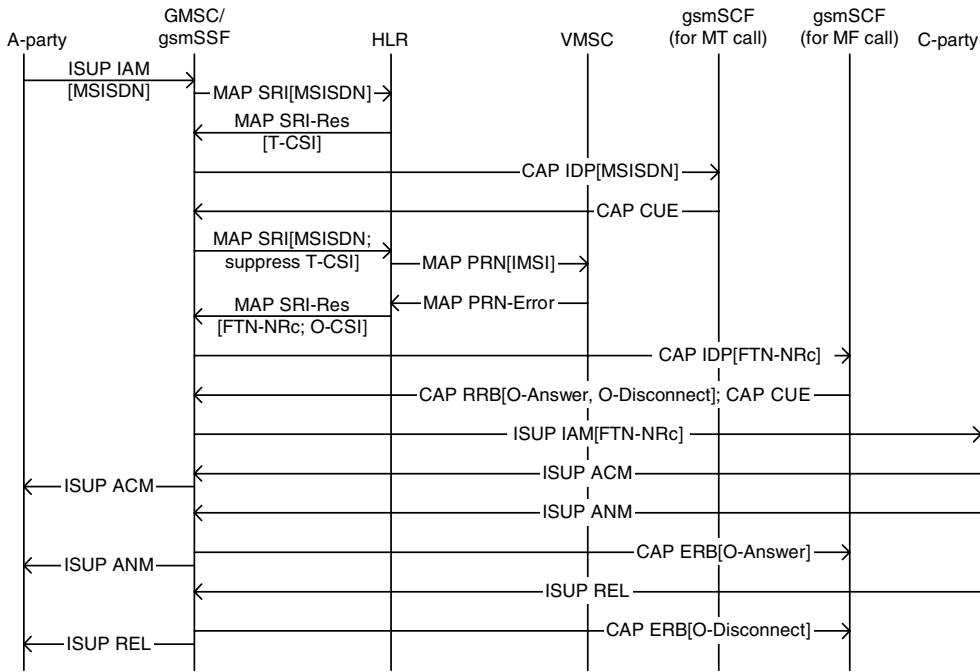 GMSC/
gsmSSF
gsmSCF
(for MT call)
gsmSCF
(for MF call)
A-party
HLR
VMSC
C-party
ISUP IAM
[MSISDN]
MAP SRI[MSISDN]
MAP SRI-Res
[T-CSI]
CAP IDP[MSISDN]
CAP CUE
MAP SRI[MSISDN;
suppress T-CSI]
MAP PRN[IMSI]
MAP PRN-Error
MAP SRI-Res
[FTN-NRc; O-CSI]
CAP IDP[FTN-NRc]
CAP RRB[O-Answer, O-Disconnect]; CAP CUE
ISUP IAM[FTN-NRc]
ISUP ACM
ISUP ACM
ISUP ANM
CAP ERB[O-Answer]
ISUP ANM
ISUP REL
CAP ERB[O-Disconnect]
ISUP REL